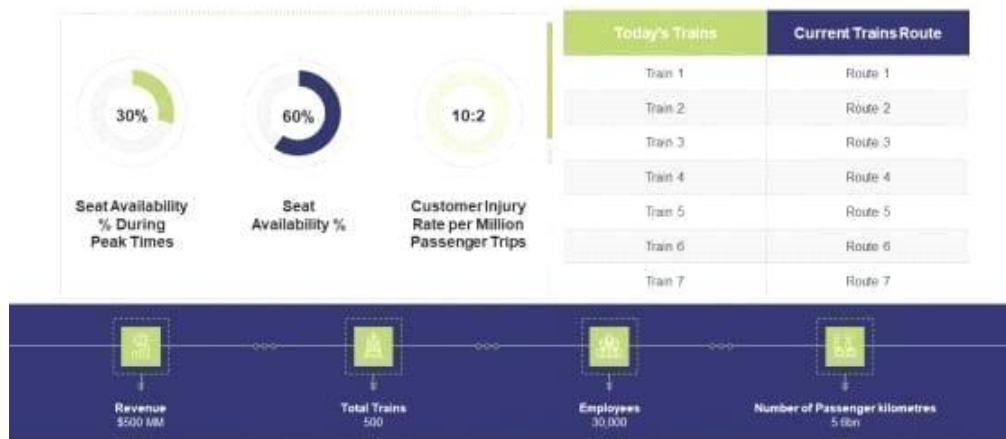 30%
60%
10:2
Seat Availability
% During
Peak Times
Seat
Availability %
Customer Injury
Rate per Million
Passenger Trips
Today's Trains Current Trains Route
Train 1 Route 1
Train 2 Route 2
Train 3 Route 3
Train 4 Route 4
Train 5 Route 5
Train 6 Route 6
Train 7 Route 7
Revenue
$500 MM
Total Trains
500
Employees
30,000
Number of Passenger kilometres
5.6bn